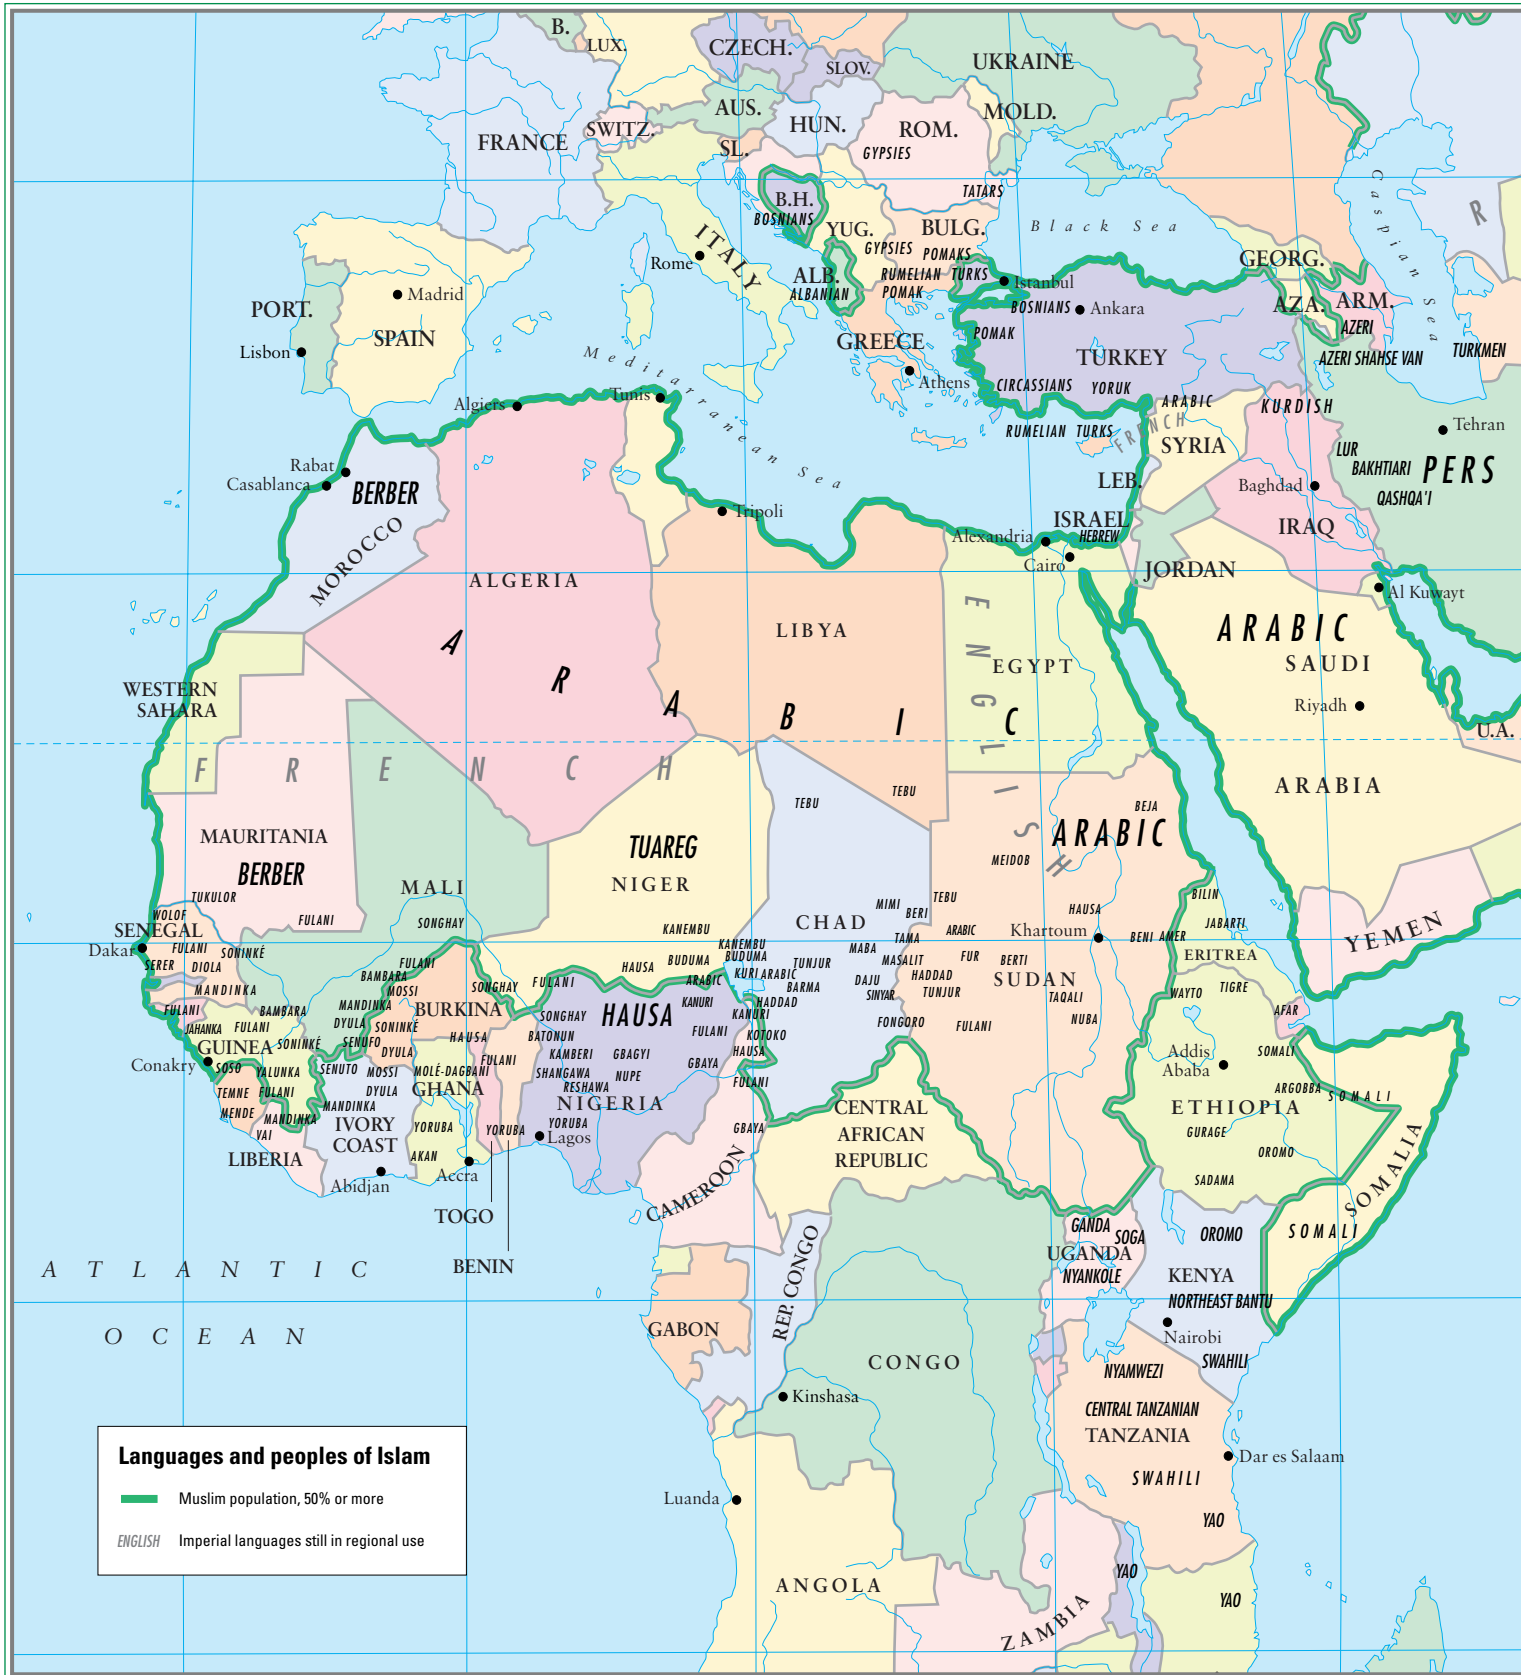 B.
LUX.
CZECH.
SLOV.
UKRAINE
AUS.
HUN.
MOLD.
FRANCE
SWITZ.
ROM.
GYPSIES
SL.
TATARS
B.H.
BOSNIANS
YUG.
GYPSIES
BULG.
POMAKS
Black Sea
Caspian Sea
R
ITALY
Rome
ALB.
ALBANIAN
RUMELIAN TURKS
POMAK
Istanbul
GEORG.
Madrid
PORT.
SPAIN
Lisbon
BOSNIANS
Ankara
AZA.
ARM.
AZERI
POMAK
GREECE
TURKEY
AZERI SHAHSE VAN
TURKMEN
Athens
CIRCASSIANS
YORUK
Meditarranean Sea
Algiers
Tunis
ARABIC
KURDISH
RUMELIAN TURKS
FRENCH
SYRIA
Tehran
LUR
BAKHTIARI
PERS
QASHQA'I
Rabat
Casablanca
BERBER
LEB.
Baghdad
IRAQ
Tripoli
ISRAEL
HEBREW
Alexandria
Cairo
JORDAN
Al Kuwayt
MOROCCO
ALGERIA
LIBYA
ENGLISH
EGYPT
ARABIC
SAUDI
ARABIA
Riyadh
U.A.
WESTERN
SAHARA
ARABIC
FRENCH
TEBU
TEBU
BEJA
ARABIC
MEIDOB
MAURITANIA
BERBER
TUAREG
NIGER
MALI
TUKULOR
WOLOF
FULANI
SONGHAY
SENEGAL
Dakar
FULANI
SONINKÉ
SERER
DIOLA
MANDINKA
CHAD
MIMI
BERI
TEBU
HAUSA
BILIN
JABARTI
KANEMBU
KANEMBU
BUDUMA
BUDUMA
TAMA
ARABIC
Khartoum
BENI AMER
YEMEN
HAUSA
KURI
ARABIC
TUNJUR
MABA
MASALIT
FUR
BERTI
ERITREA
FULANI
FULANI
BAMBARA
MOSSI
SONGHAY
ARABIC
BARMA
DAJU
SINYAR
HADDAD
TUNJUR
SUDAN
TAQALI
WAYTO
TIGRE
AFAR
FULANI
BAMBARA
MANDINKA
BURKINA
SONGHAY
HAUSA
KANURI
KANURI
HADDAD
FONGORO
FULANI
NUBA
JAHANKA
FULANI
DYULA
SONINKÉ
GUINEA
SONINKÉ
SENUFO
HAUSA
BATONUN
FULANI
KOTOKO
Conakry
SOSO
YALUNKA
SENUTO
DYULA
MOSSI
MOLÉ-DAGBANI
FULANI
KAMBERI
GBAGYI
SHANGAWA
NUPE
GBAYA
HAUSA
FULANI
Addis
Ababa
SOMALI
ARGOBBA
SOMALI
TEMNE
FULANI
MENDE
MANDINKA
VAI
LIBERIA
DYULA
MANDINKA
IVORY
COAST
Abidjan
GHANA
YORUBA
AKAN
Accra
YORUBA
RESHAWA
NIGERIA
YORUBA
Lagos
GBAYA
CENTRAL
AFRICAN
REPUBLIC
ETHIOPIA
GURAGE
OROMO
SADAMA
SOMALIA
SOMALI
TOGO
BENIN
CAMEROON
GANDA
SOGA
UGANDA
NYANKOLE
OROMO
KENYA
NORTHEAST BANTU
Nairobi
SWAHILI
ATLANTIC
OCEAN
GABON
REP. CONGO
CONGO
Kinshasa
NYAMWEZI
CENTRAL TANZANIAN
TANZANIA
Dar es Salaam
SWAHILI
YAO
Luanda
ANGOLA
ZAMBIA
YAO
YAO
Languages and peoples of Islam
Muslim population, 50% or more
ENGLISH Imperial languages still in regional use